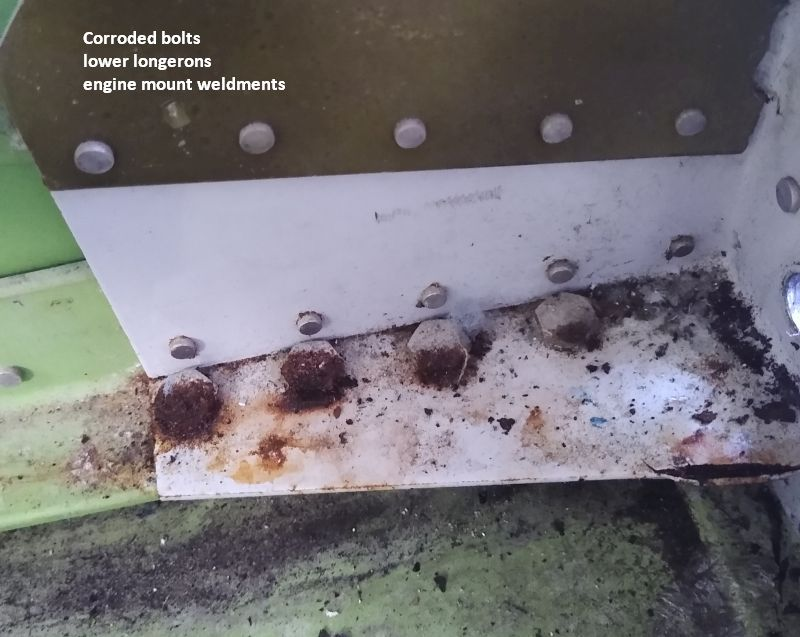 Corroded bolts
lower longerons
engine mount weldments